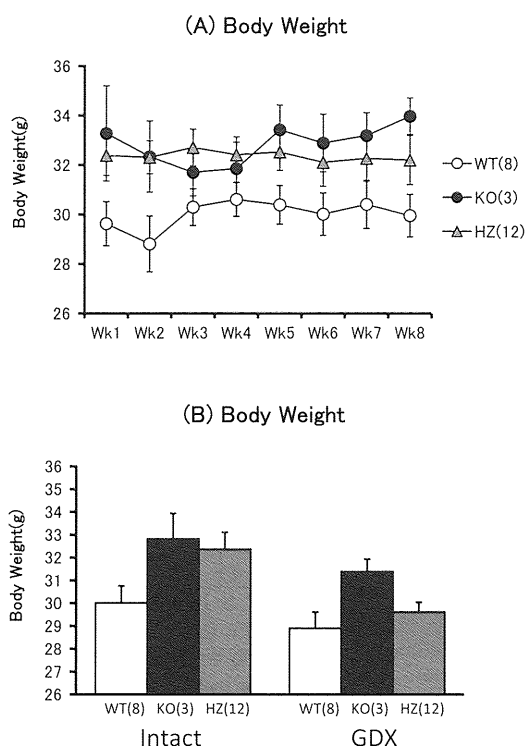 (A) Body Weight
36
34
32
30
28
26
Body Weight(g)
Wk1 Wk2 Wk3 Wk4 Wk5 Wk6 Wk7 Wk8
WT(8)
KO(3)
HZ(12)
(B) Body Weight
36
35
34
33
32
31
30
29
28
27
26
Body Weight(g)
WT(8) KO(3) HZ(12) WT(8) KO(3) HZ(12)
Intact GDX